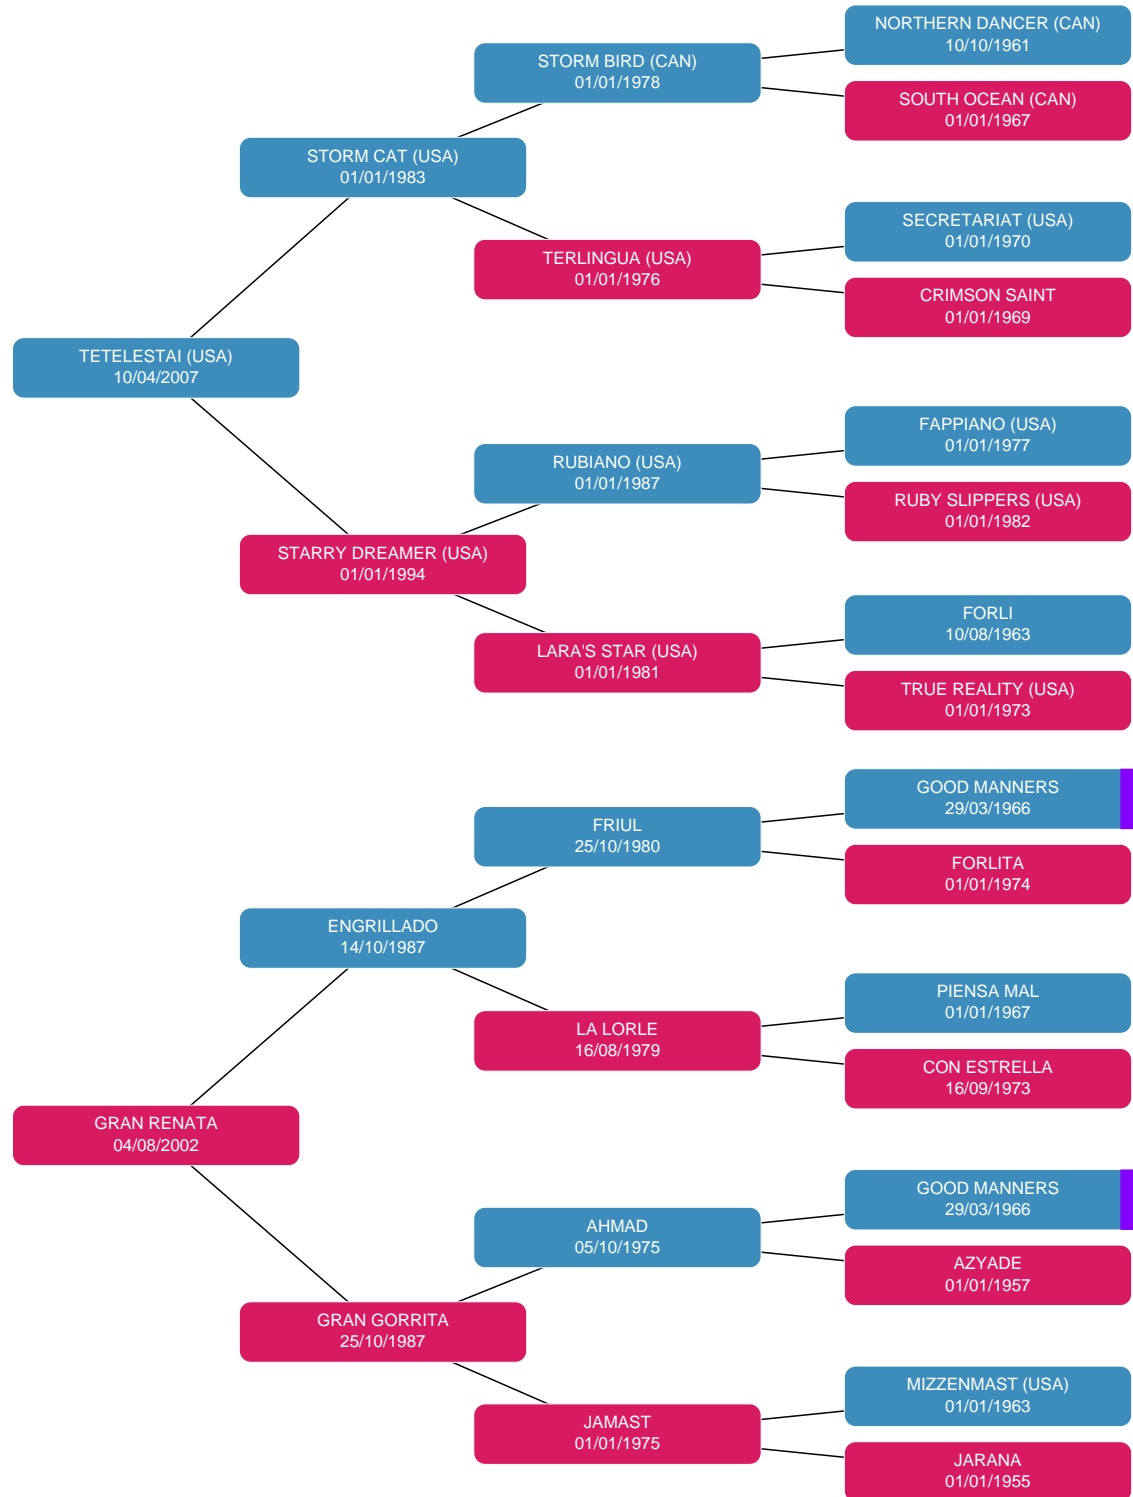 NORTHERN DANCER (CAN)
10/10/1961
STORM BIRD (CAN)
01/01/1978
SOUTH OCEAN (CAN)
01/01/1967
STORM CAT (USA)
01/01/1983
SECRETARIAT (USA)
01/01/1970
TERLINGUA (USA)
01/01/1976
CRIMSON SAINT
01/01/1969
TETELESTAI (USA)
10/04/2007
FAPPIANO (USA)
01/01/1977
RUBIANO (USA)
01/01/1987
RUBY SLIPPERS (USA)
01/01/1982
STARRY DREAMER (USA)
01/01/1994
FORLI
10/08/1963
LARA'S STAR (USA)
01/01/1981
TRUE REALITY (USA)
01/01/1973
GOOD MANNERS
29/03/1966
FRIUL
25/10/1980
FORLITA
01/01/1974
ENGRILLADO
14/10/1987
PIENSA MAL
01/01/1967
LA LORLE
16/08/1979
CON ESTRELLA
16/09/1973
GRAN RENATA
04/08/2002
GOOD MANNERS
29/03/1966
AHMAD
05/10/1975
AZYADE
01/01/1957
GRAN GORRITA
25/10/1987
MIZZENMAST (USA)
01/01/1963
JAMAST
01/01/1975
JARANA
01/01/1955